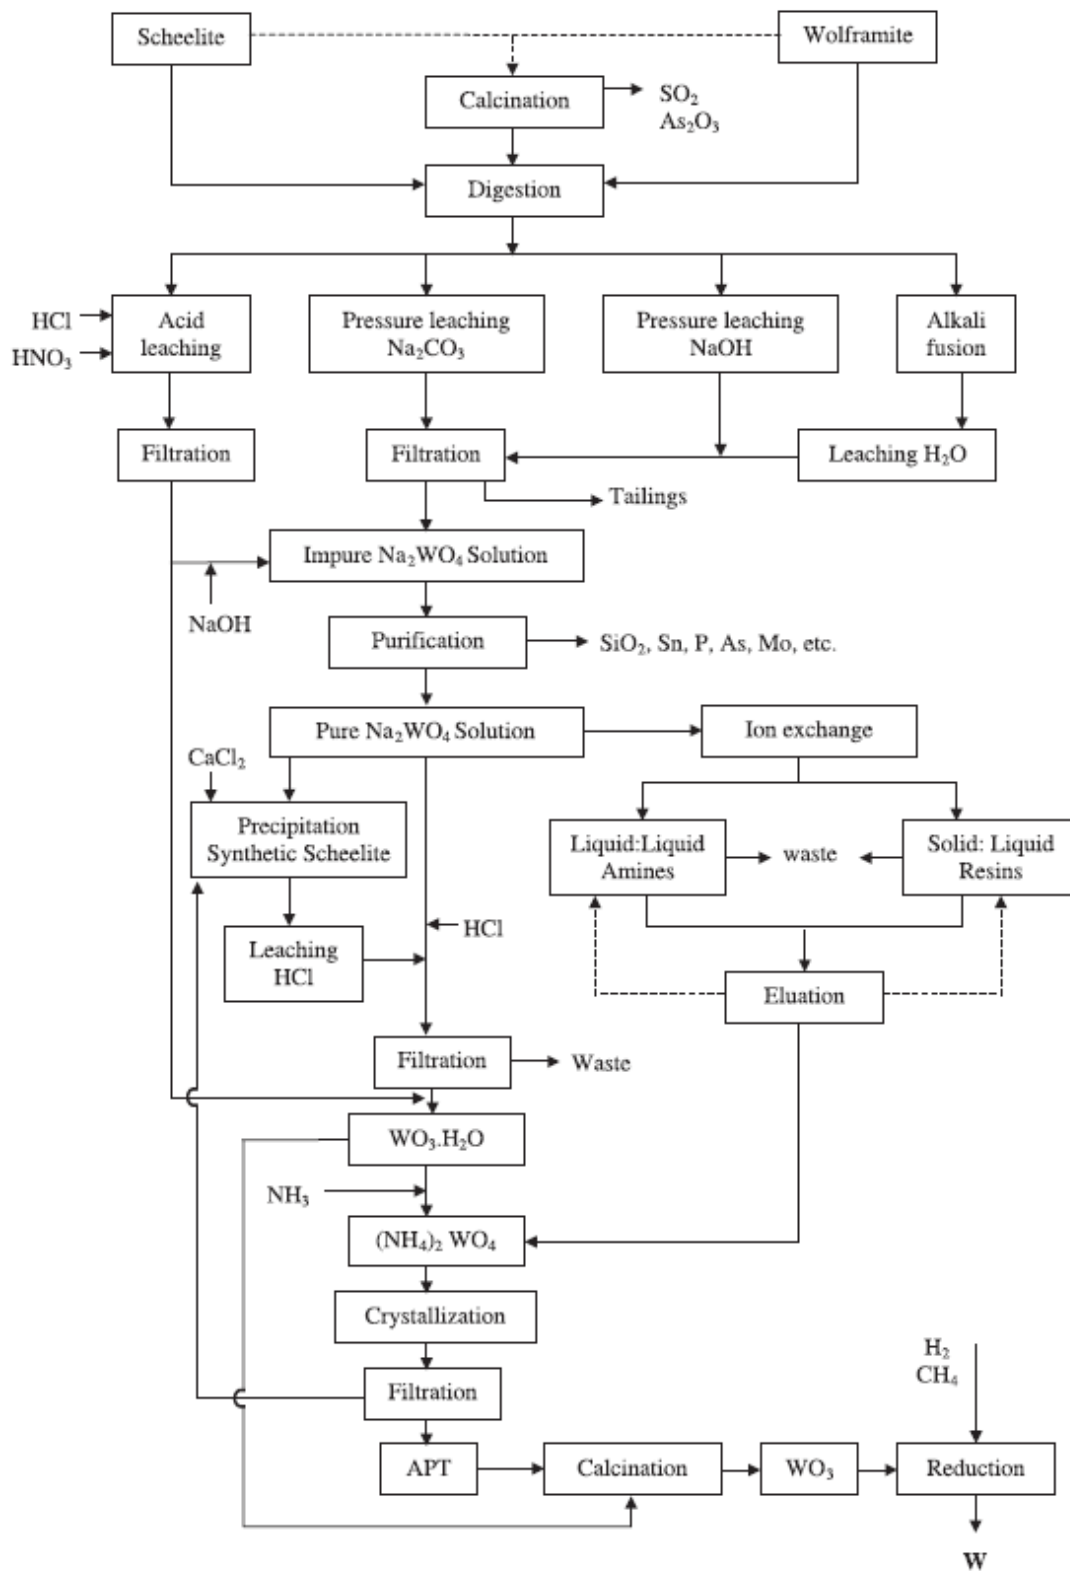 Scheelite
Wolframite
Calcination
SO₂
As₂O₃
Digestion
HCl
HNO₃
Acid
leaching
Pressure leaching
Na₂CO₃
Pressure leaching
NaOH
Alkali
fusion
Filtration
Filtration
Leaching H₂O
Tailings
Impure Na₂WO₄ Solution
NaOH
Purification
SiO₂, Sn, P, As, Mo, etc.
Pure Na₂WO₄ Solution
Ion exchange
CaCl₂
Precipitation
Synthetic Scheelite
Liquid:Liquid
Amines
waste
Solid: Liquid
Resins
HCl
Leaching
HCl
Eluation
Filtration
Waste
WO₃.H₂O
NH₃
(NH₄)₂ WO₄
Crystallization
H₂
CH₄
Filtration
APT
Calcination
WO₃
Reduction
W